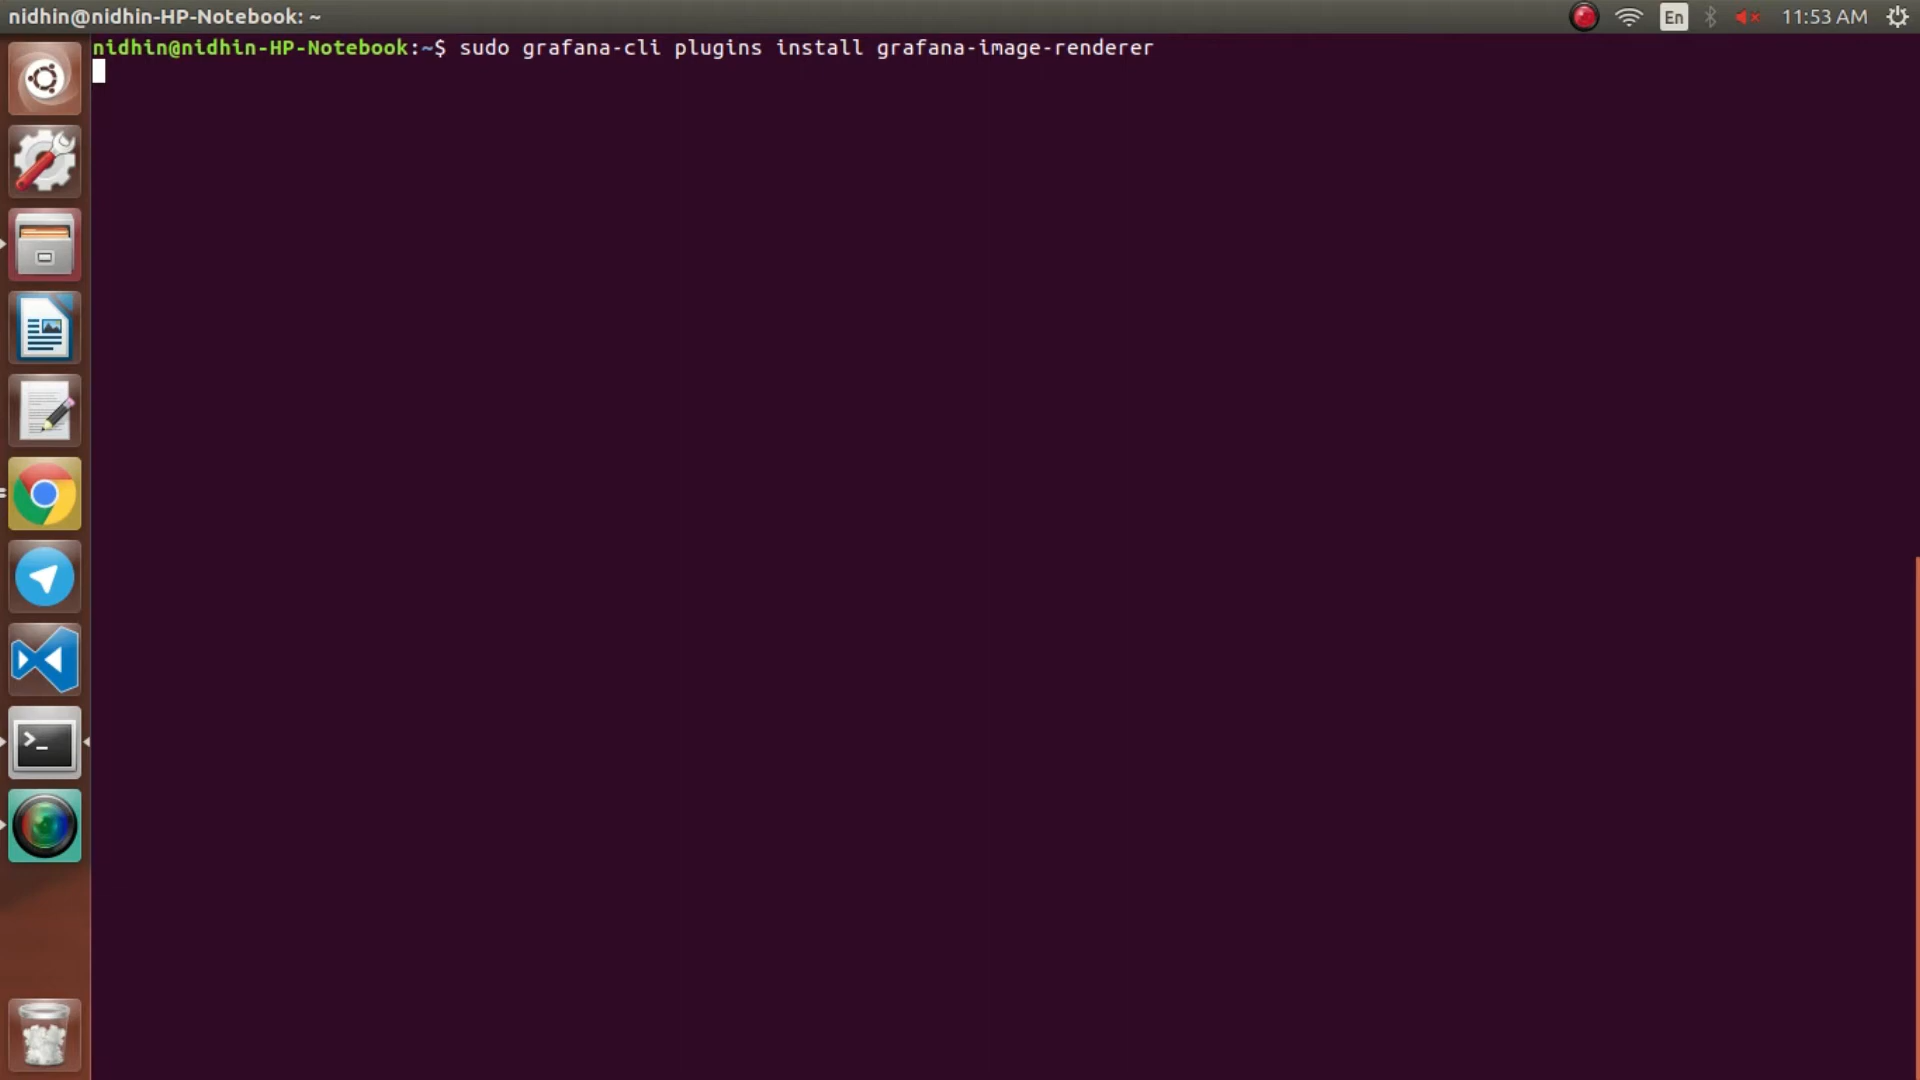 nidhin@nidhin-HP-Notebook: ~
En
11:53 AM
nidhin@nidhin-HP-Notebook:~$ sudo grafana-cli plugins install grafana-image-renderer